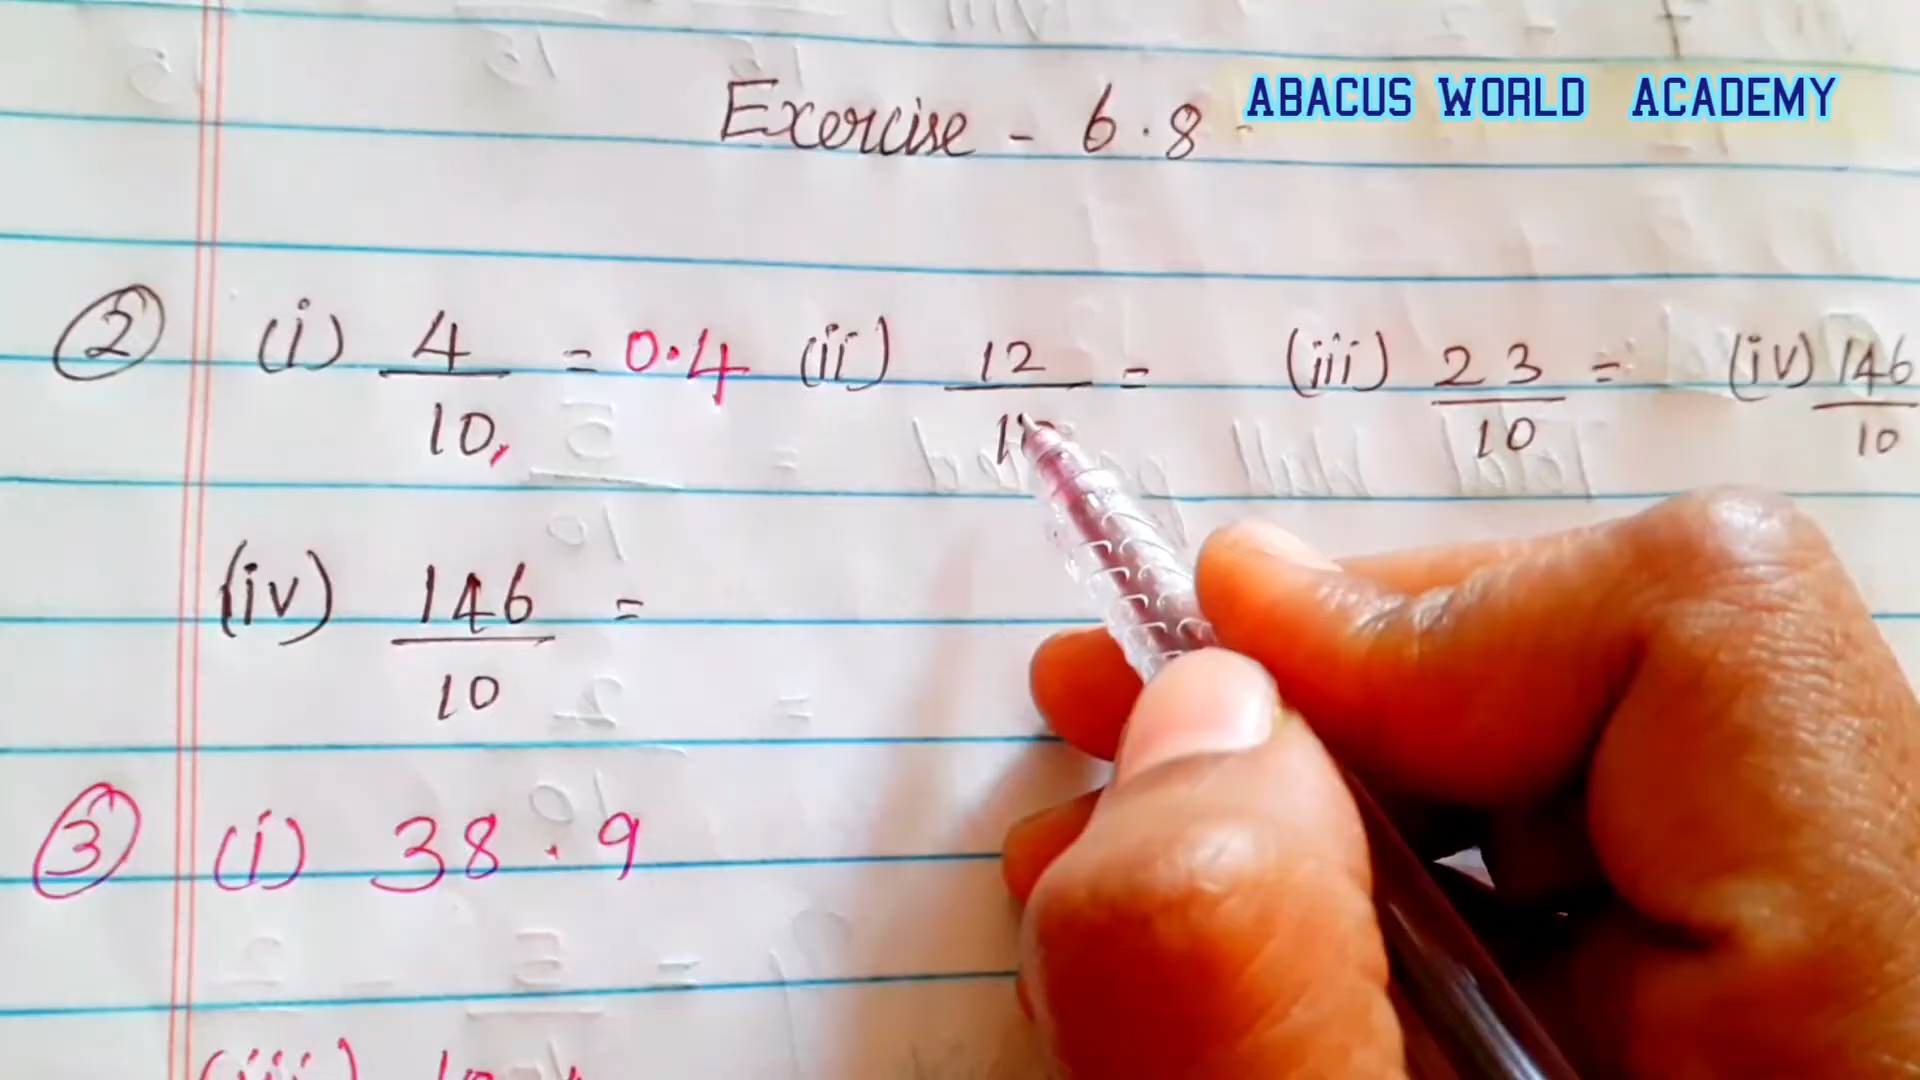 Exercise - 6.8
ABACUS WORLD ACADEMY
② (i) 4/10 = 0.4 (ii) 12/10 = (iii) 23/10 = (iv) 146/10
(iv) 146/10 =
③ (i) 38.9
(iii)